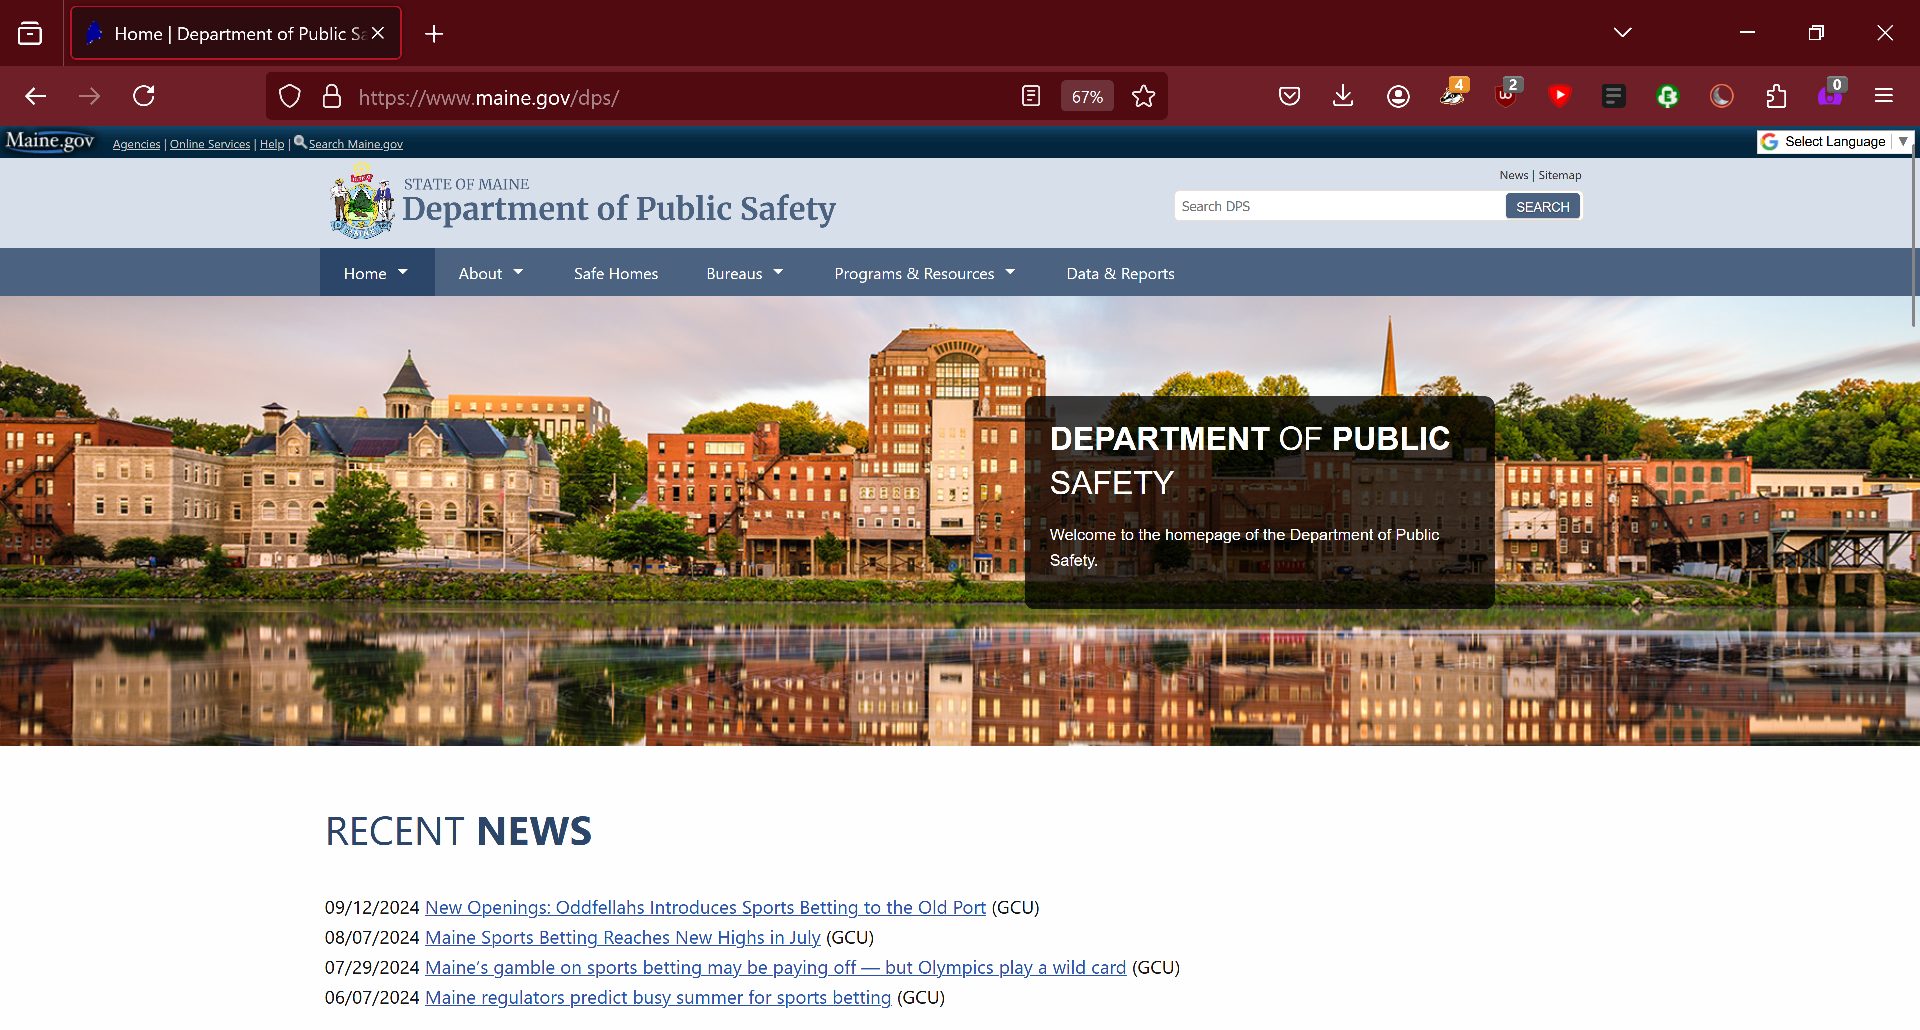 Home | Department of Public Sa
https://www.maine.gov/dps/
67%
4
2
0
Maine.gov
Agencies | Online Services | Help | Search Maine.gov
Select Language ▼
STATE OF MAINE
Department of Public Safety
News | Sitemap
Search DPS
SEARCH
Home
About
Safe Homes
Bureaus
Programs & Resources
Data & Reports
DEPARTMENT OF PUBLIC
SAFETY
Welcome to the homepage of the Department of Public
Safety.
RECENT NEWS
09/12/2024 New Openings: Oddfellahs Introduces Sports Betting to the Old Port (GCU)
08/07/2024 Maine Sports Betting Reaches New Highs in July (GCU)
07/29/2024 Maine’s gamble on sports betting may be paying off — but Olympics play a wild card (GCU)
06/07/2024 Maine regulators predict busy summer for sports betting (GCU)